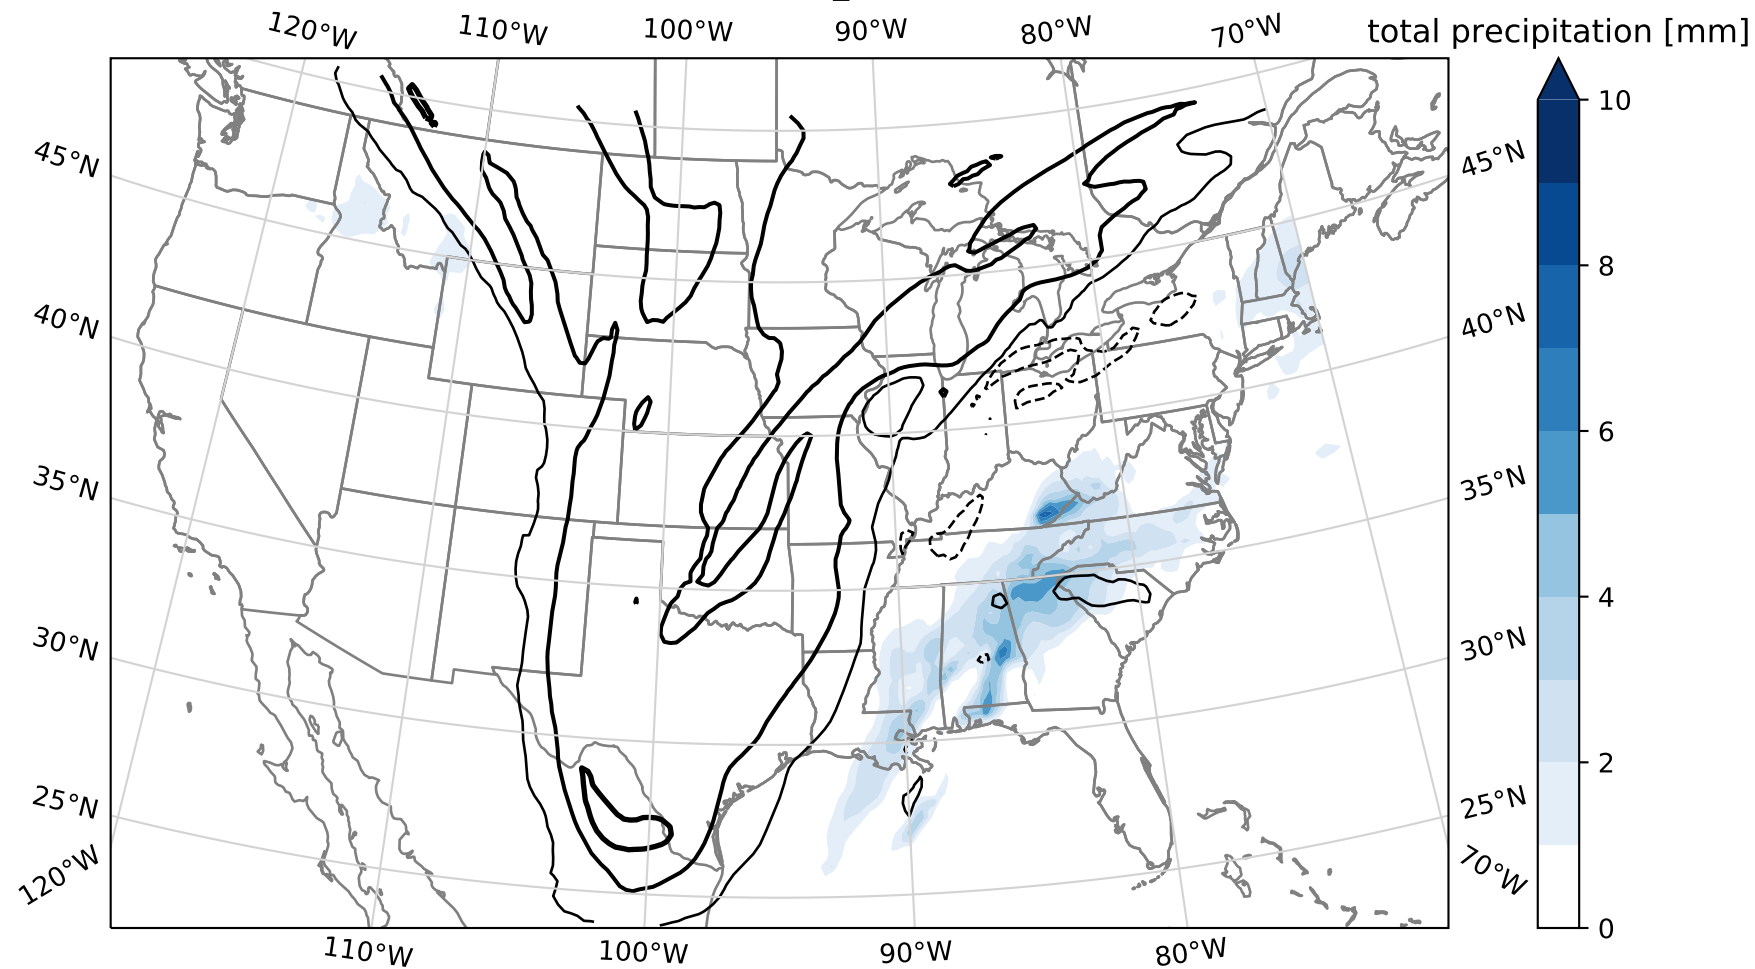 120°W 110°W 100°W 90°W 80°W 70°W
total precipitation [mm]
45°N 45°N 10
40°N 40°N 8
35°N 35°N 6
30°N 30°N 4
25°N 25°N 2
120°W 70°W 0
110°W 100°W 90°W 80°W